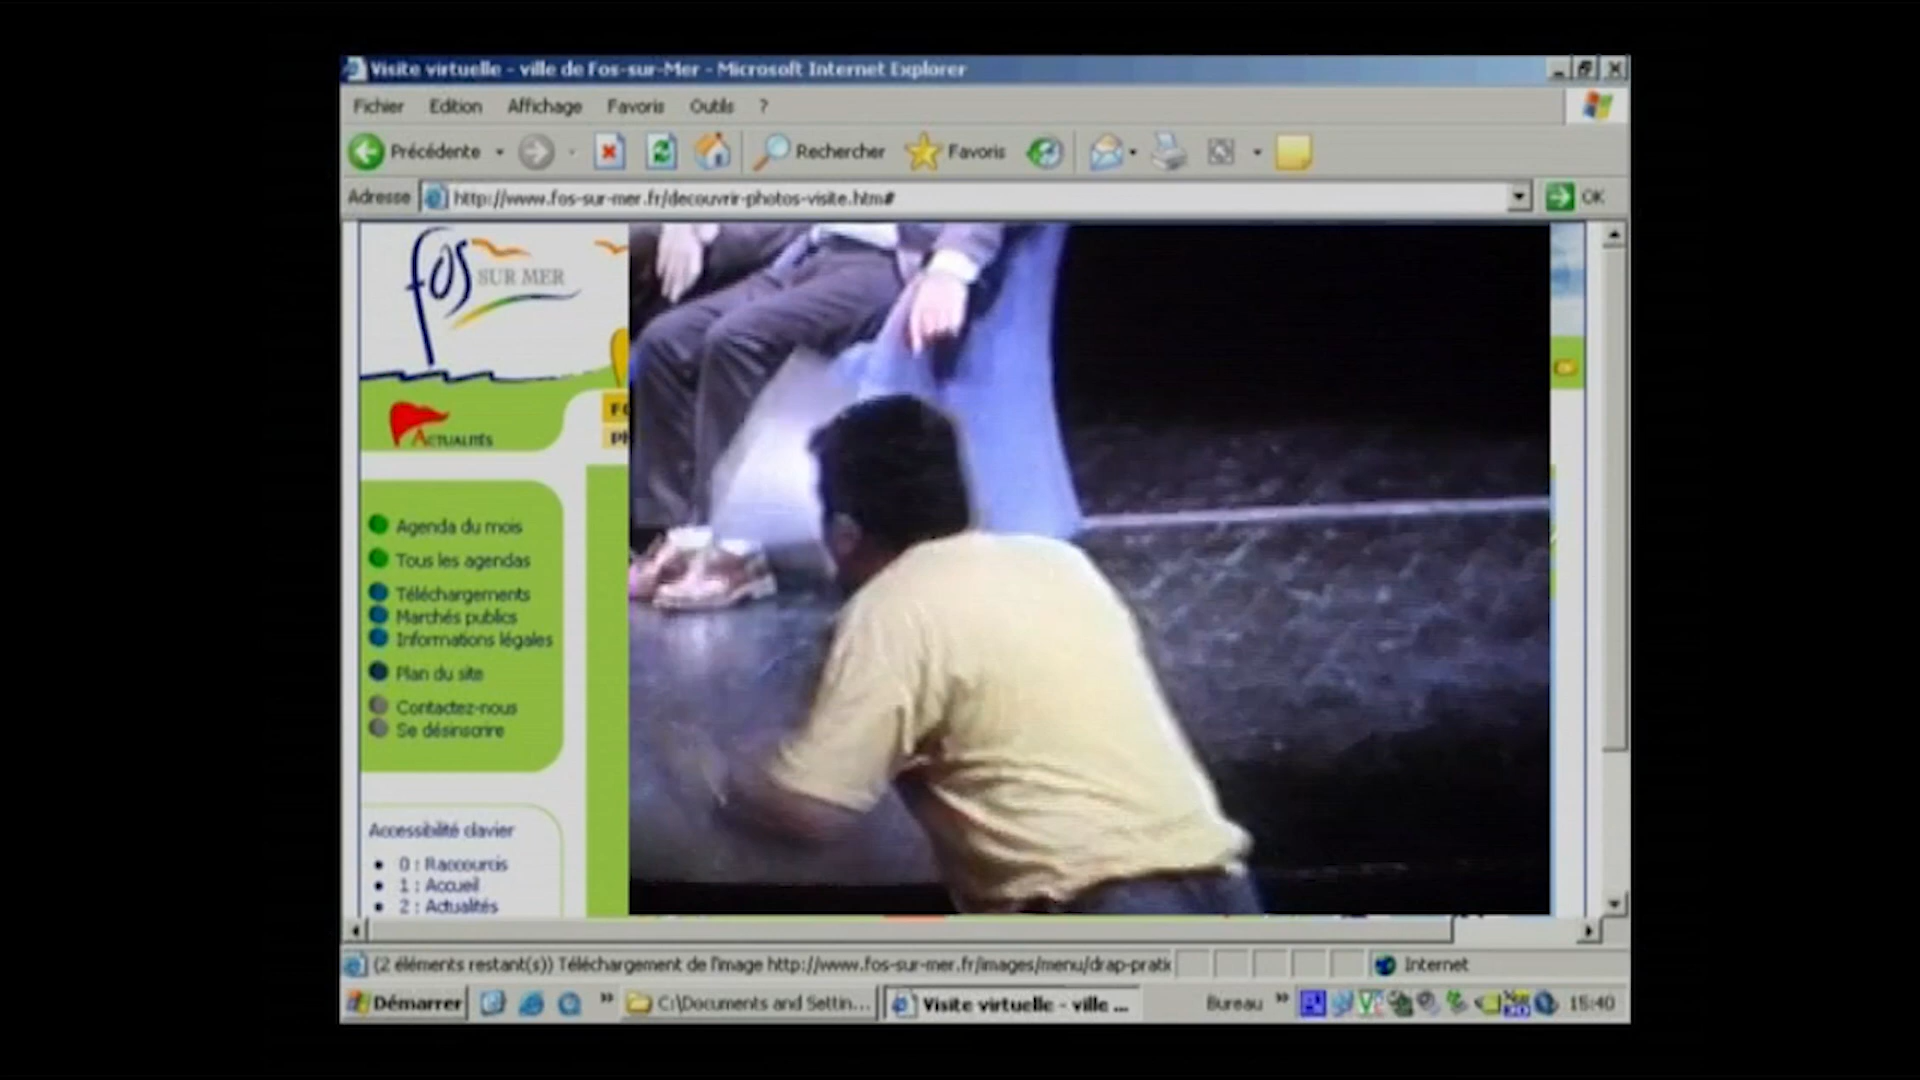 Visite virtuelle - ville de Fos-sur-Mer - Microsoft Internet Explorer
Fichier Edition Affichage Favoris Outils ?
Précédente Rechercher Favoris
Adresse http://www.fos-sur-mer.fr/decouvrir-photos-visite.htm# OK
fos SUR MER
ACTUALITÉS
Agenda du mois
Tous les agendas
Téléchargements
Marchés publics
Informations légales
Plan du site
Contactez-nous
Se désinscrire
Accessibilité clavier
0 : Raccourcis
1 : Accueil
2 : Actualités
(2 éléments restant(s)) Téléchargement de l'image http://www.fos-sur-mer.fr/images/menu/drap-prati Internet
Démarrer » C:\Documents and Settin... Visite virtuelle - ville ... Bureau » 15:40